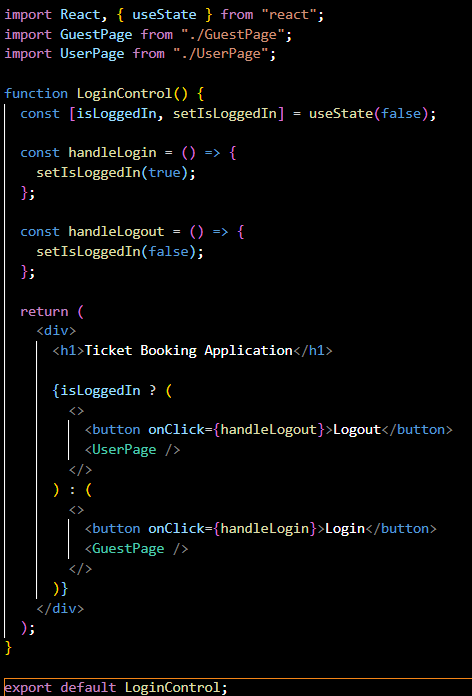 import React, { useState } from "react";
import GuestPage from "./GuestPage";
import UserPage from "./UserPage";

function LoginControl() {
  const [isLoggedIn, setIsLoggedIn] = useState(false);

  const handleLogin = () => {
    setIsLoggedIn(true);
  };

  const handleLogout = () => {
    setIsLoggedIn(false);
  };

  return (
    <div>
      <h1>Ticket Booking Application</h1>

      {isLoggedIn ? (
        <>
          <button onClick={handleLogout}>Logout</button>
          <UserPage />
        </>
      ) : (
        <>
          <button onClick={handleLogin}>Login</button>
          <GuestPage />
        </>
      )}
    </div>
  );
}

export default LoginControl;